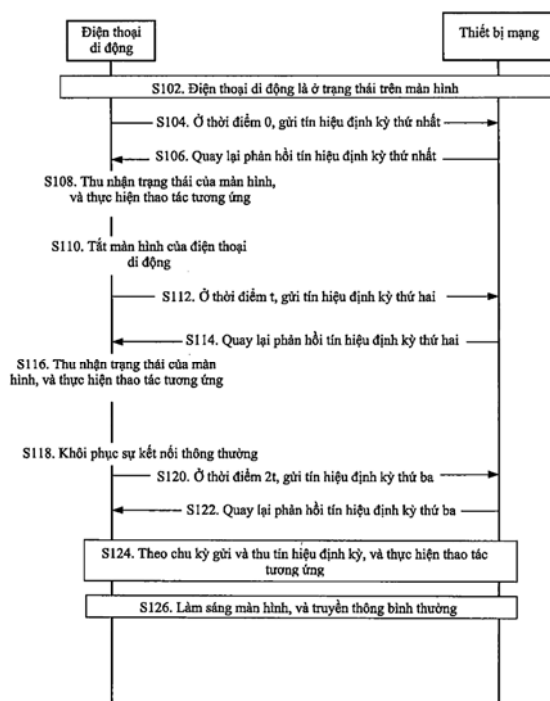 Điện thoại
di động
Thiết bị mạng
S102. Điện thoại di động là ở trạng thái trên màn hình
S104. Ở thời điểm 0, gửi tín hiệu định kỳ thứ nhất
S106. Quay lại phản hồi tín hiệu định kỳ thứ nhất
S108. Thu nhận trạng thái của màn hình,
và thực hiện thao tác tương ứng
S110. Tắt màn hình của điện thoại
di động
S112. Ở thời điểm t, gửi tín hiệu định kỳ thứ hai
S114. Quay lại phản hồi tín hiệu định kỳ thứ hai
S116. Thu nhận trạng thái của màn
hình, và thực hiện thao tác tương ứng
S118. Khôi phục sự kết nối thông thường
S120. Ở thời điểm 2t, gửi tín hiệu định kỳ thứ ba
S122. Quay lại phản hồi tín hiệu định kỳ thứ ba
S124. Theo chu kỳ gửi và thu tín hiệu định kỳ, và thực hiện thao tác
tương ứng
S126. Làm sáng màn hình, và truyền thông bình thường